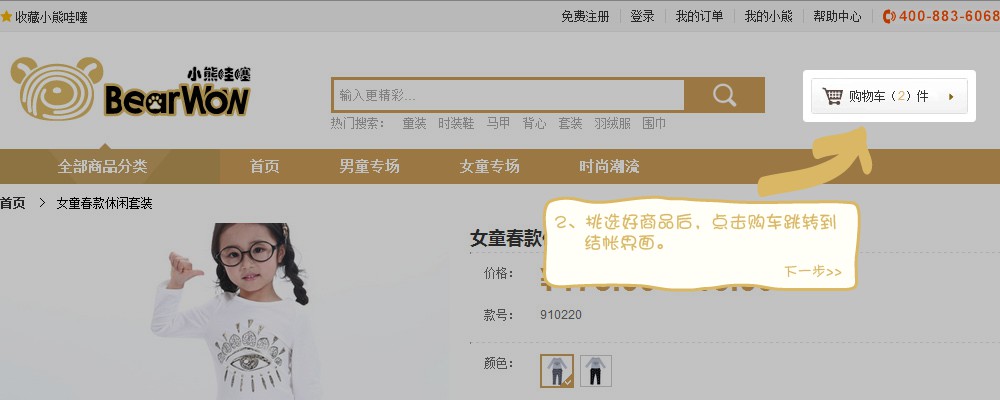 收藏小熊哇噻
免费注册 登录 我的订单 我的小熊 帮助中心 400-883-6068
小熊哇噻
BearWon
输入更精彩...
购物车（2）件
热门搜索： 童装 时装鞋 马甲 背心 套装 羽绒服 围巾
全部商品分类 首页 男童专场 女童专场 时尚潮流
首页 > 女童春款休闲套装
2、挑选好商品后，点击购车跳转到
结帐界面。
下一步>>
女童春款
价格：
款号： 910220
颜色：